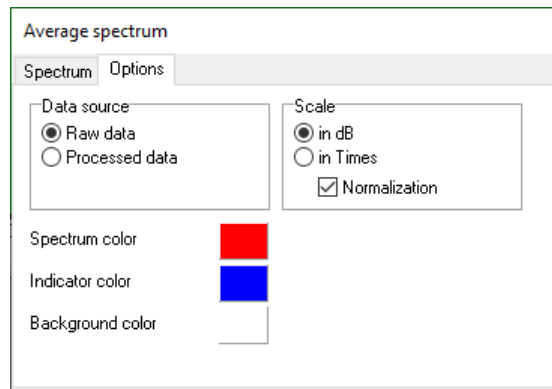 Average spectrum
Spectrum Options
Data source
Raw data
Processed data
Scale
in dB
in Times
Normalization
Spectrum color
Indicator color
Background color